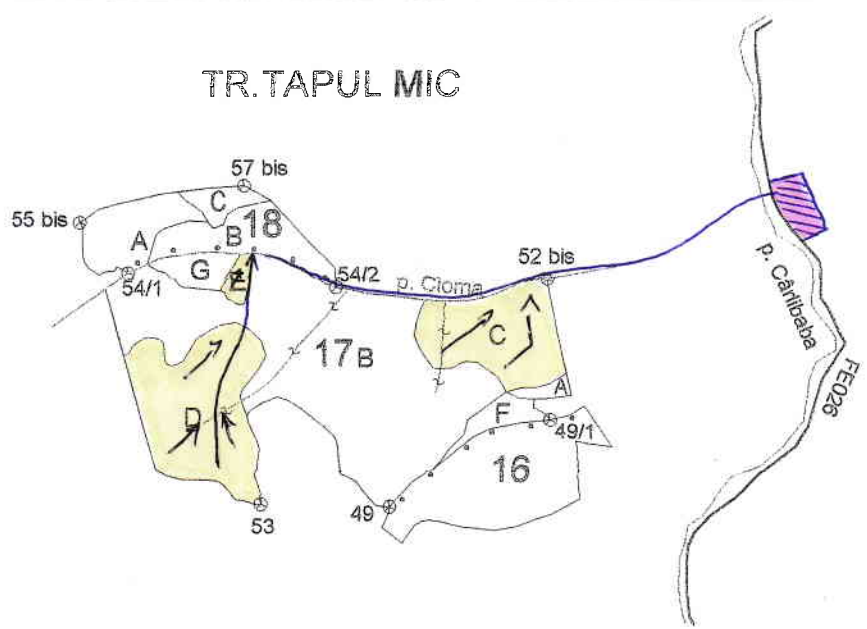 TR.TAPUL MIC
57 bis
55 bis
C
18
A
B
G
E
54/1
54/2
p. Cioma
52 bis
p. Cârlibaba
FE026
17B
C
A
D
F
49/1
16
53
49